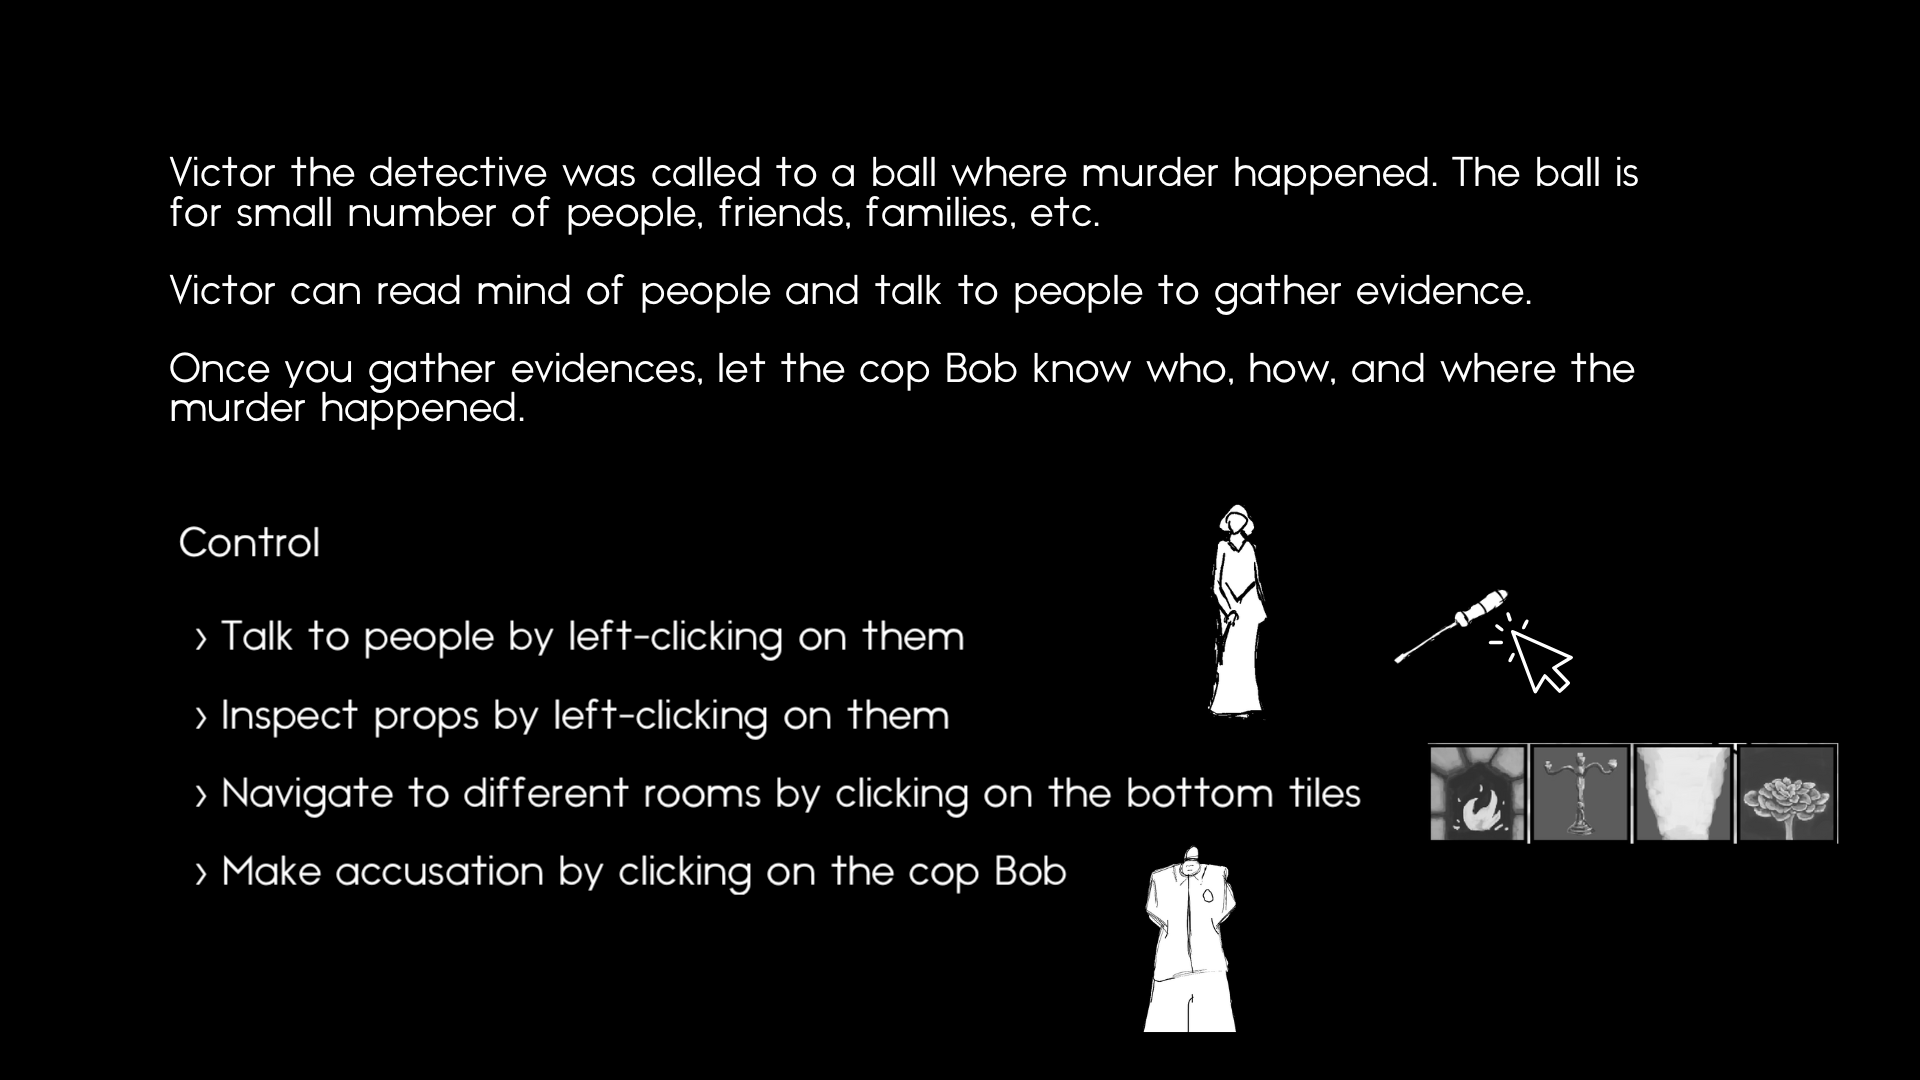 Victor the detective was called to a ball where murder happened. The ball is
for small number of people, friends, families, etc.
Victor can read mind of people and talk to people to gather evidence.
Once you gather evidences, let the cop Bob know who, how, and where the
murder happened.
Control
› Talk to people by left-clicking on them
› Inspect props by left-clicking on them
› Navigate to different rooms by clicking on the bottom tiles
› Make accusation by clicking on the cop Bob